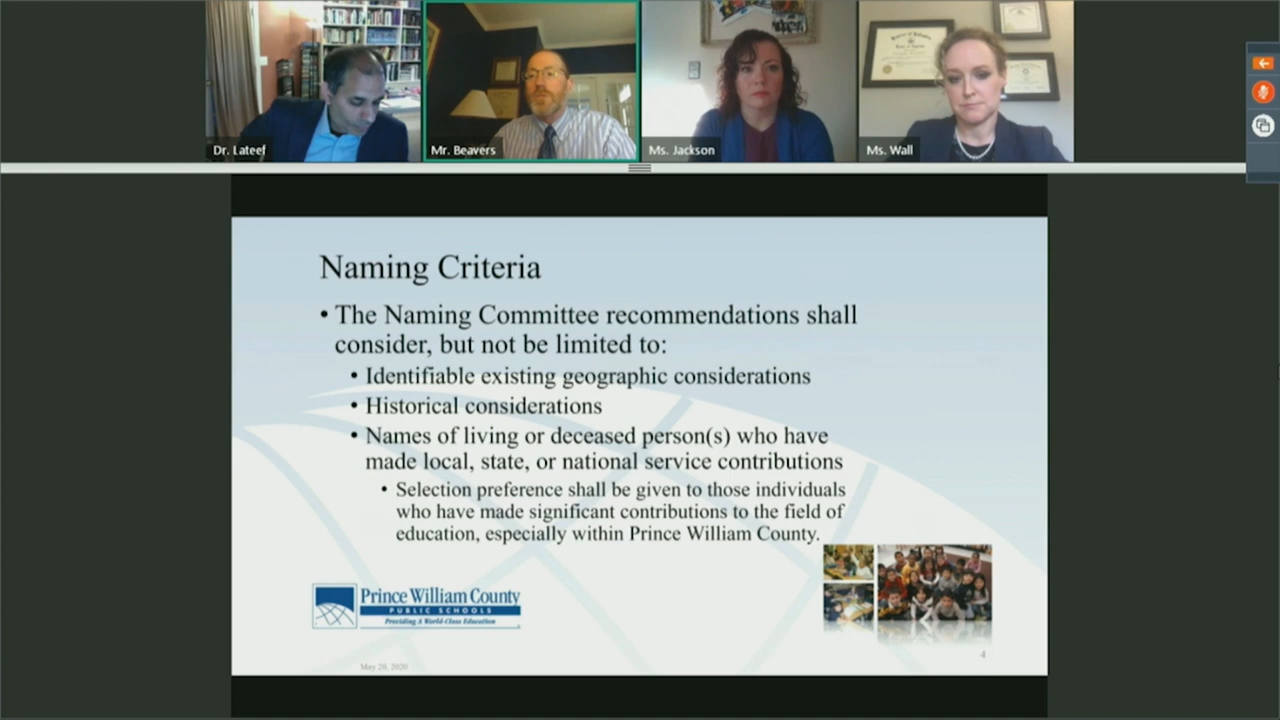 Dr. Lateef
Mr. Beavers
Ms. Jackson
Ms. Wall
Naming Criteria
• The Naming Committee recommendations shall
consider, but not be limited to:
• Identifiable existing geographic considerations
• Historical considerations
• Names of living or deceased person(s) who have
made local, state, or national service contributions
• Selection preference shall be given to those individuals
who have made significant contributions to the field of
education, especially within Prince William County.
Prince William County
PUBLIC SCHOOLS
Providing A World-Class Education
May 20, 2020
4